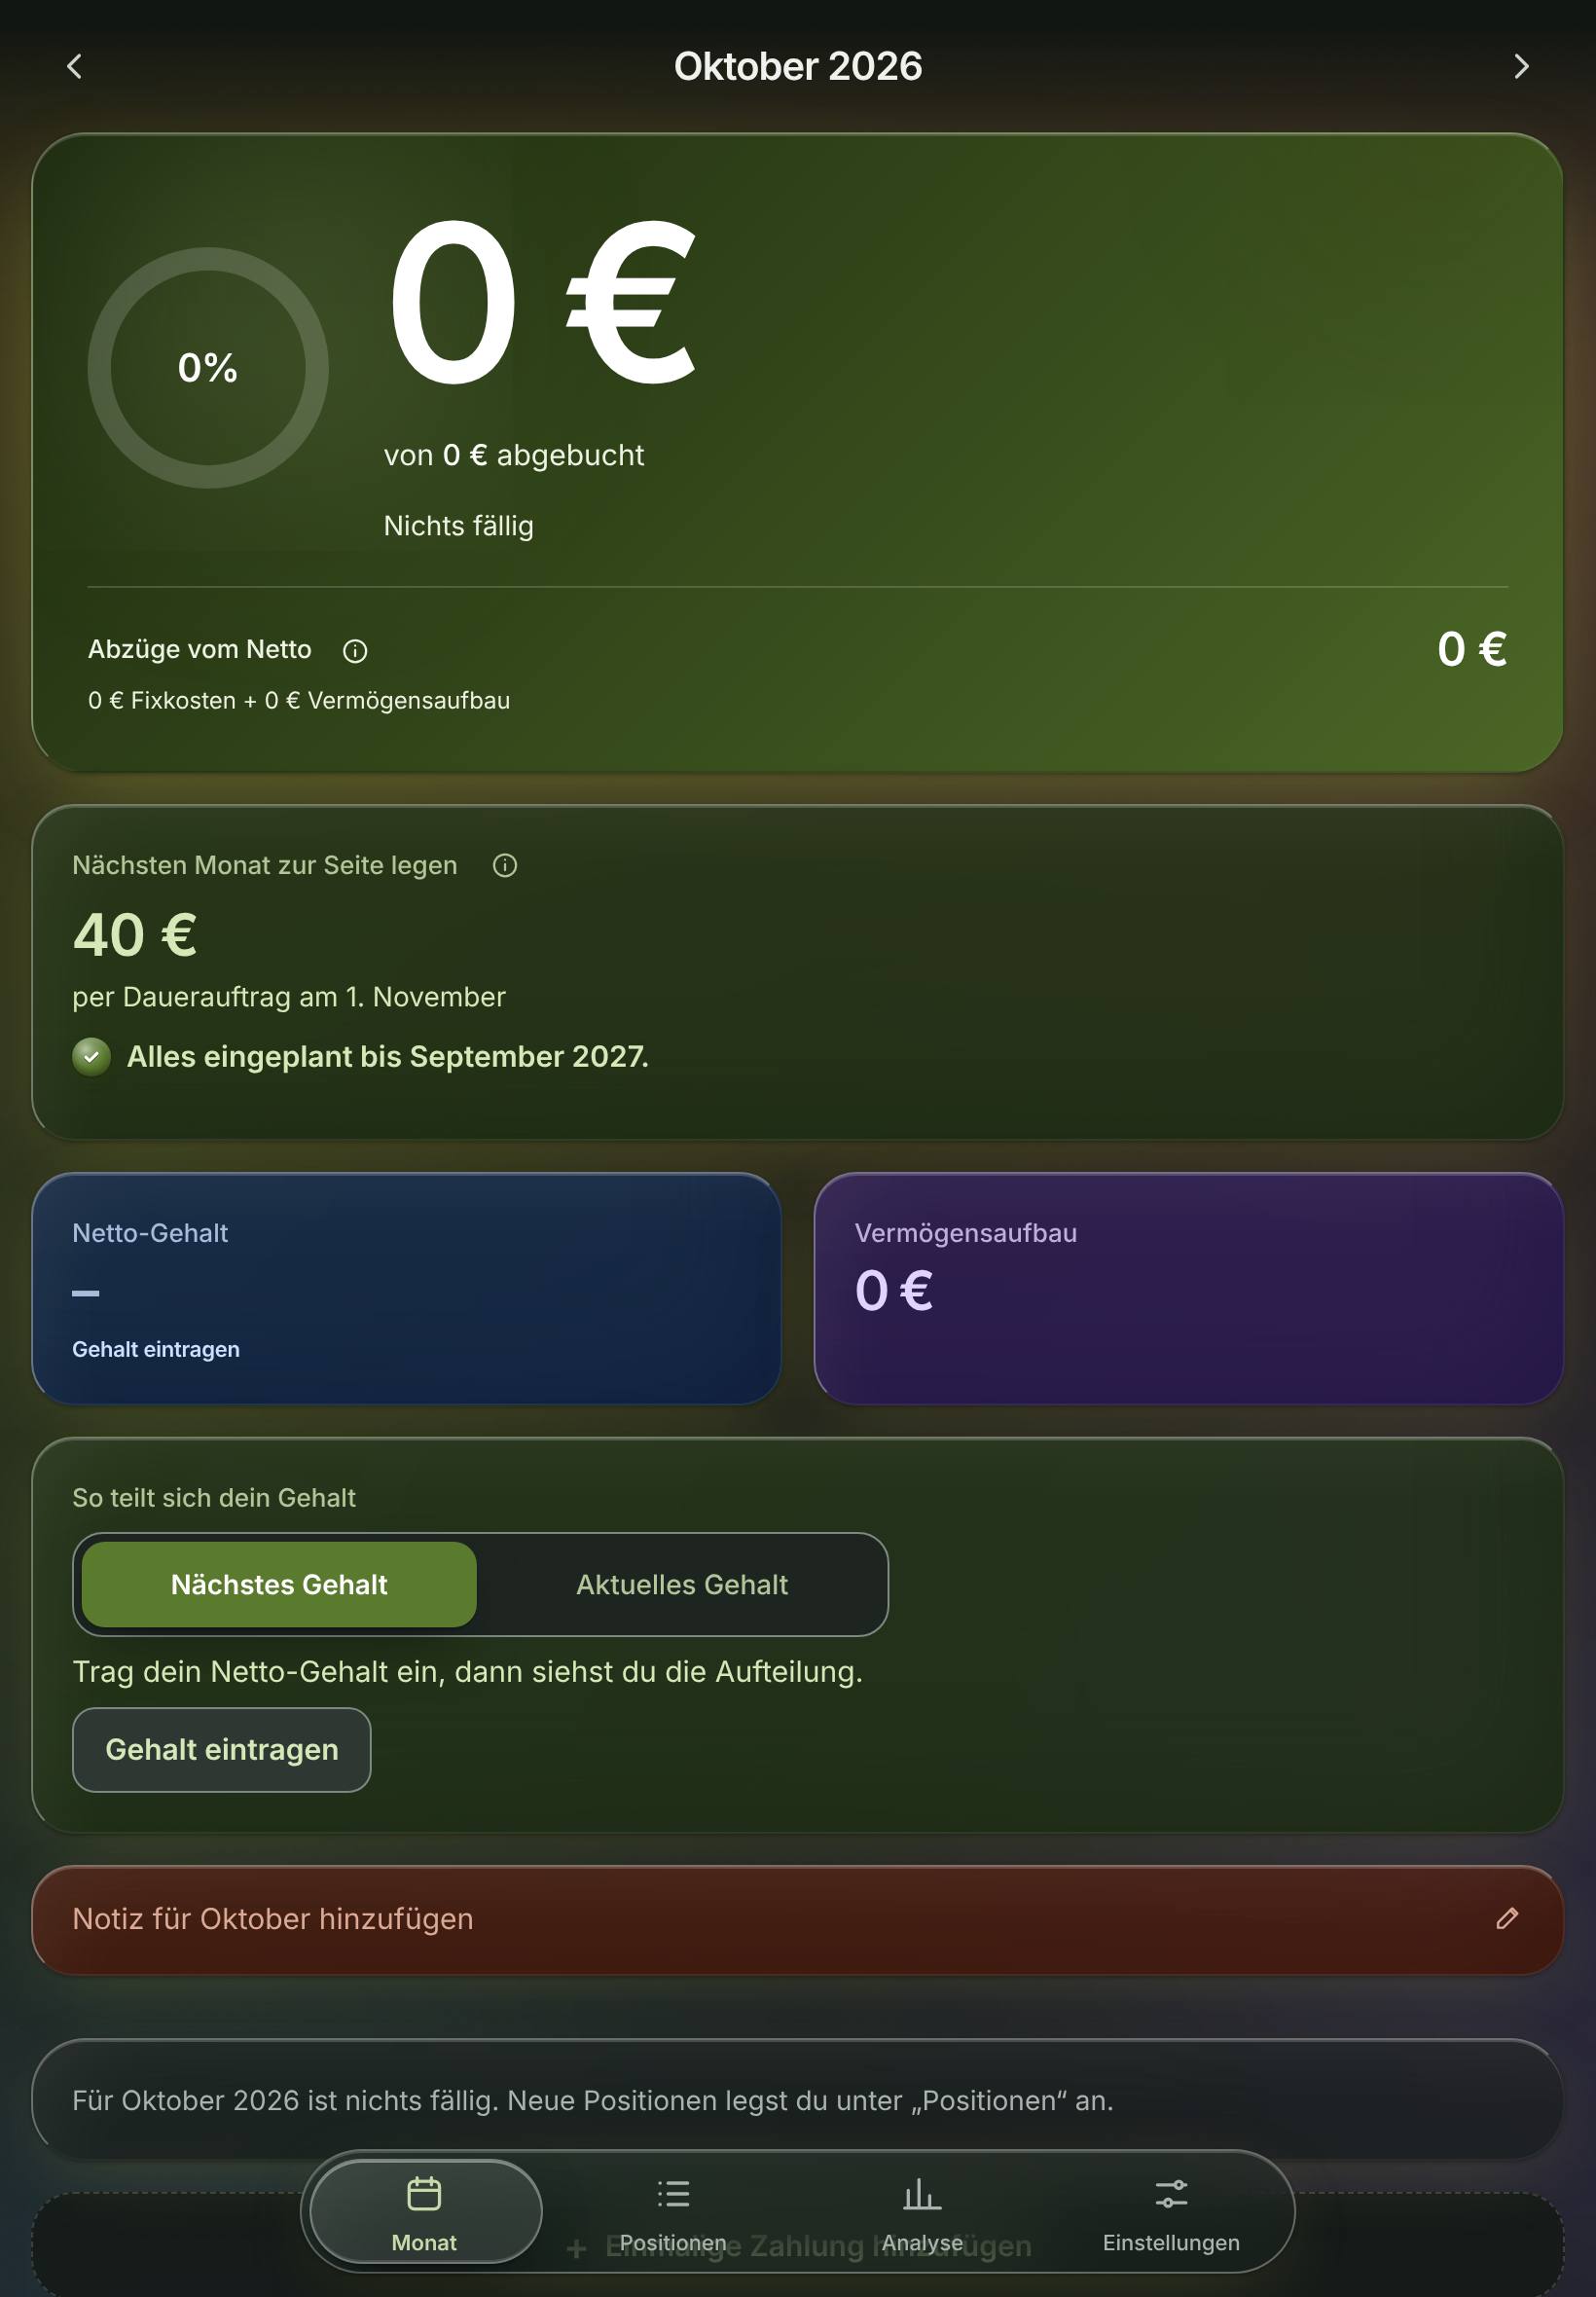 Oktober 2026
0 €
0%
von 0 € abgebucht
Nichts fällig
Abzüge vom Netto
0 €
0 € Fixkosten + 0 € Vermögensaufbau
Nächsten Monat zur Seite legen
40 €
per Dauerauftrag am 1. November
Alles eingeplant bis September 2027.
Netto-Gehalt
–
Gehalt eintragen
Vermögensaufbau
0 €
So teilt sich dein Gehalt
Nächstes Gehalt
Aktuelles Gehalt
Trag dein Netto-Gehalt ein, dann siehst du die Aufteilung.
Gehalt eintragen
Notiz für Oktober hinzufügen
Für Oktober 2026 ist nichts fällig. Neue Positionen legst du unter „Positionen“ an.
+ Einmalige Zahlung hinzufügen
Monat
Positionen
Analyse
Einstellungen